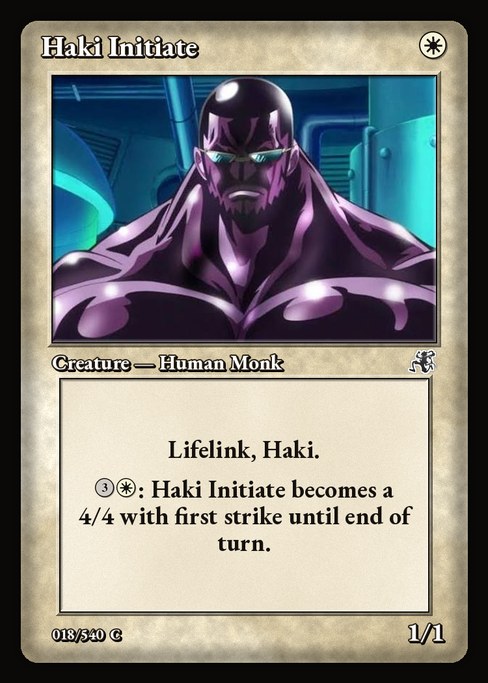 Haki Initiate
Creature — Human Monk
Lifelink, Haki.
3: Haki Initiate becomes a
4/4 with first strike until end of
turn.
018/540 C
1/1